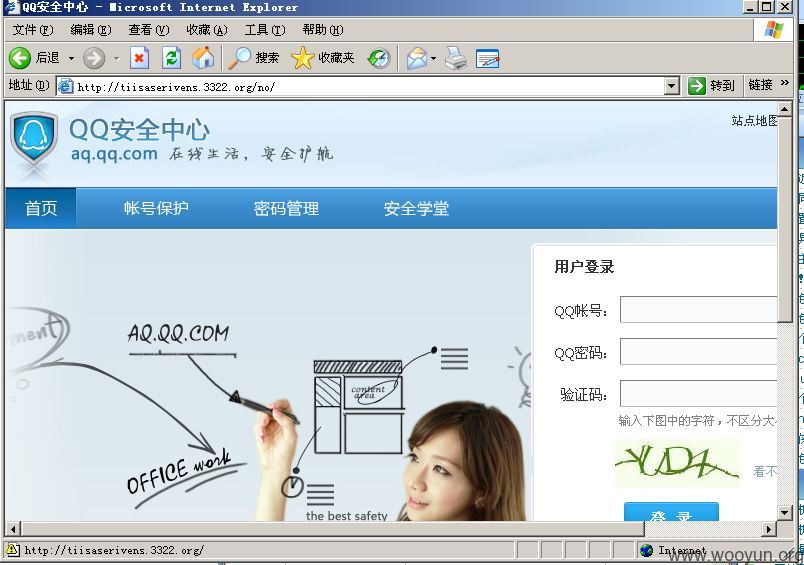 QQ安全中心 - Microsoft Internet Explorer
文件(F) 编辑(E) 查看(V) 收藏(A) 工具(T) 帮助(H)
后退 搜索 收藏夹
地址(D) http://tiisaserivens.3322.org/no/ 转到 链接 »
QQ安全中心 站点地图
aq.qq.com 在线生活，安全护航
首页 帐号保护 密码管理 安全学堂
用户登录
QQ帐号：
QQ密码：
验证码：
输入下图中的字符，不区分大
看不
登 录
ment
AQ.QQ.COM
content
area
OFFICE work
the best safety
http://tiisaserivens.3322.org/ Internet
www.wooyun.org